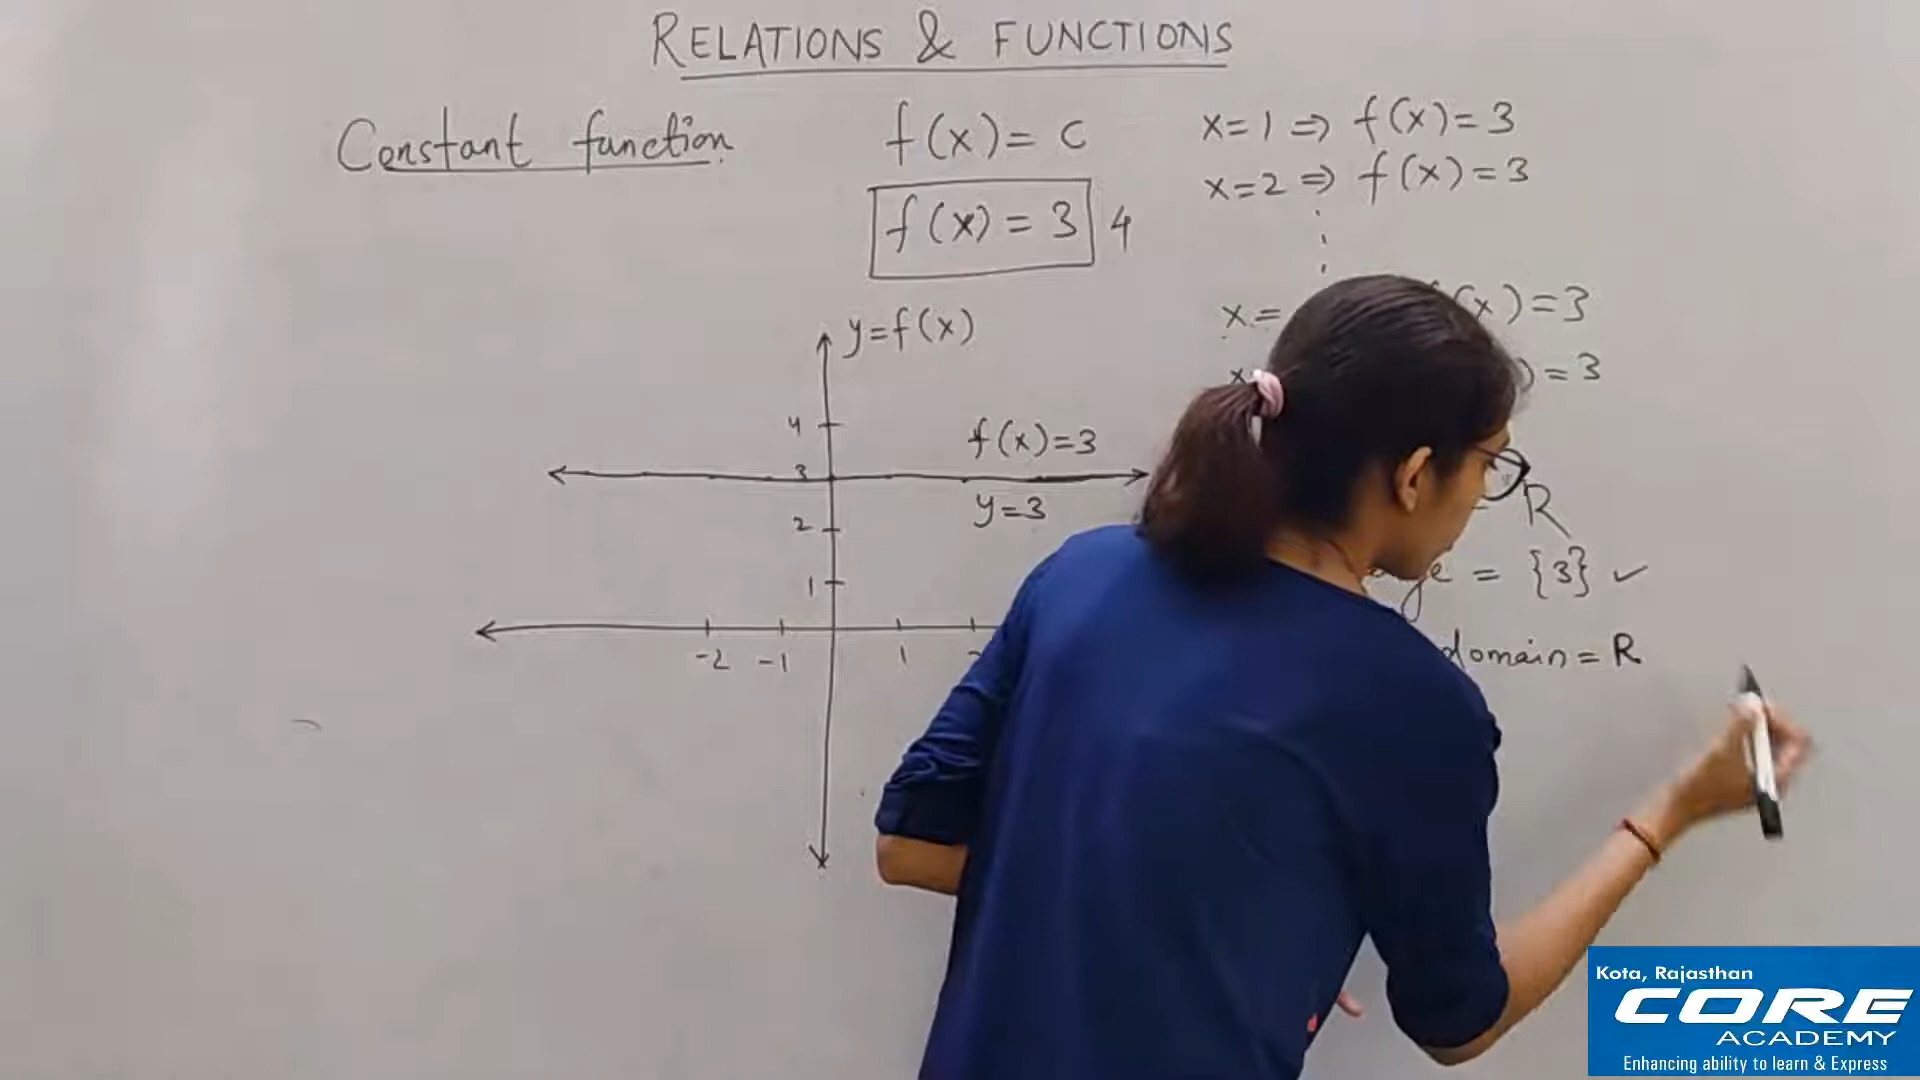 RELATIONS & FUNCTIONS
Constant function
f(x) = c
f(x) = 3 4
x=1 ⇒ f(x) = 3
x=2 ⇒ f(x) = 3
x= (x) = 3
x ) = 3
y=f(x)
4
3
2
1
f(x)=3
y=3
-2 -1 1
R
= {3} ✓
domain = R
Kota, Rajasthan
CORE
ACADEMY
Enhancing ability to learn & Express